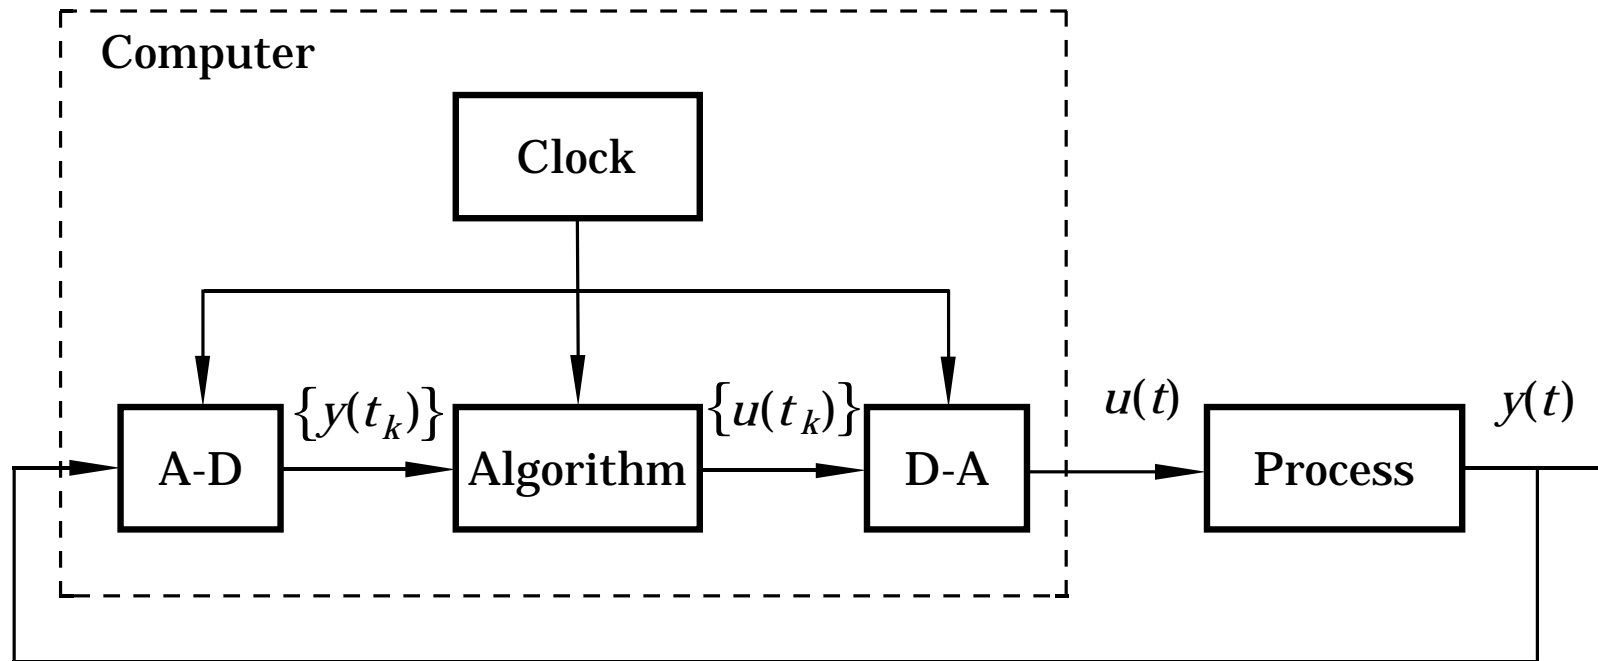 Computer
Clock
{y(t_k)}
{u(t_k)}
u(t)
y(t)
A-D
Algorithm
D-A
Process